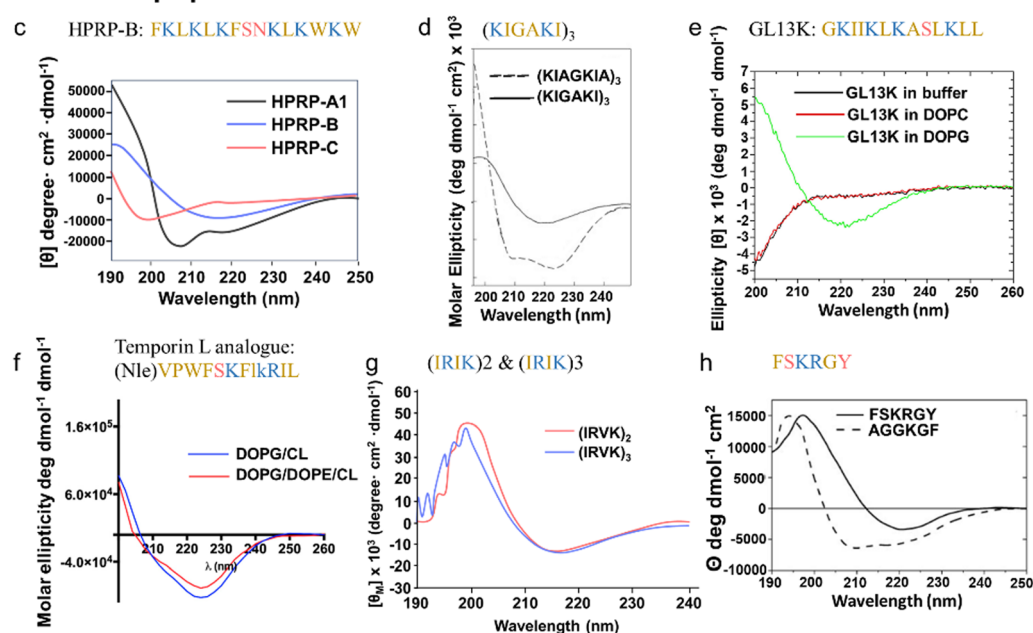 c HPRP-B: FKLKLKFSNKLKLKWKW
[θ] degree· cm² ·dmol⁻¹
50000
40000
30000
20000
10000
0
-10000
-20000
HPRP-A1
HPRP-B
HPRP-C
190 200 210 220 230 240 250
Wavelength (nm)
d (KIGAKI)₃
Molar Ellipticity (deg dmol⁻¹ cm²) x 10³
(KIAGKIA)₃
(KIGAKI)₃
200 210 220 230 240
Wavelength (nm)
e GL13K: GKIIKLKASLKLL
Ellipticity [θ] x 10³ (deg dmol⁻¹)
7
6
5
4
3
2
1
0
-1
-2
-3
-4
-5
GL13K in buffer
GL13K in DOPC
GL13K in DOPG
200 210 220 230 240 250 260
Wavelength (nm)
f Temporin L analogue:
(Nle)VPWFSKFlkRIL
Molar ellipticity deg dmol⁻¹ dmol⁻¹
1.6×10⁵
6.0×10⁴
-4.0×10⁴
DOPG/CL
DOPG/DOPE/CL
210 220 230 240 250 260
λ (nm)
g (IRIK)2 & (IRIK)3
[θ_M] × 10³ (degree· cm² ·dmol⁻¹)
60
50
40
30
20
10
0
-10
-20
-30
(IRVK)₂
(IRVK)₃
190 200 210 220 230 240
Wavelength (nm)
h FSKRGY
Θ deg dmol⁻¹ cm²
15000
10000
5000
0
-5000
-10000
FSKRGY
AGGKGF
190 200 210 220 230 240 250
Wavelength (nm)